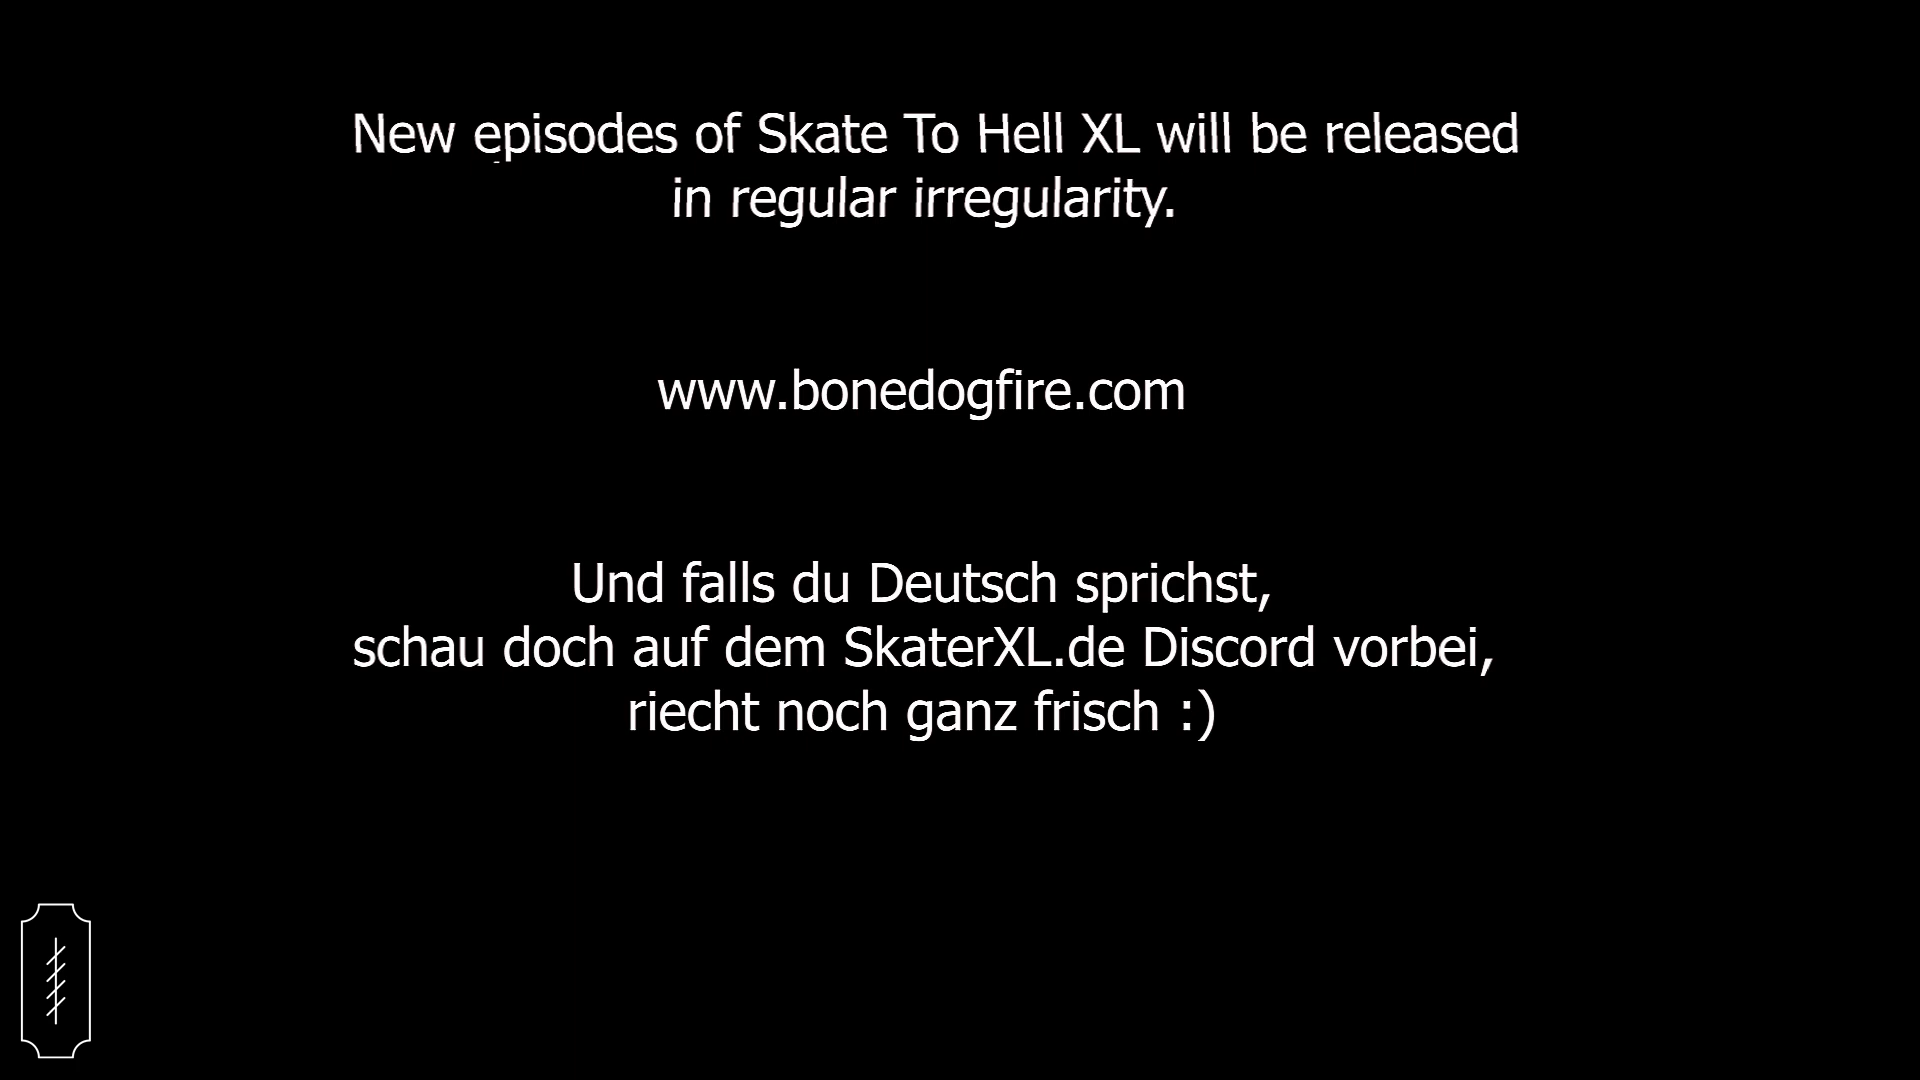 New episodes of Skate To Hell XL will be released
in regular irregularity.
www.bonedogfire.com
Und falls du Deutsch sprichst,
schau doch auf dem SkaterXL.de Discord vorbei,
riecht noch ganz frisch :)